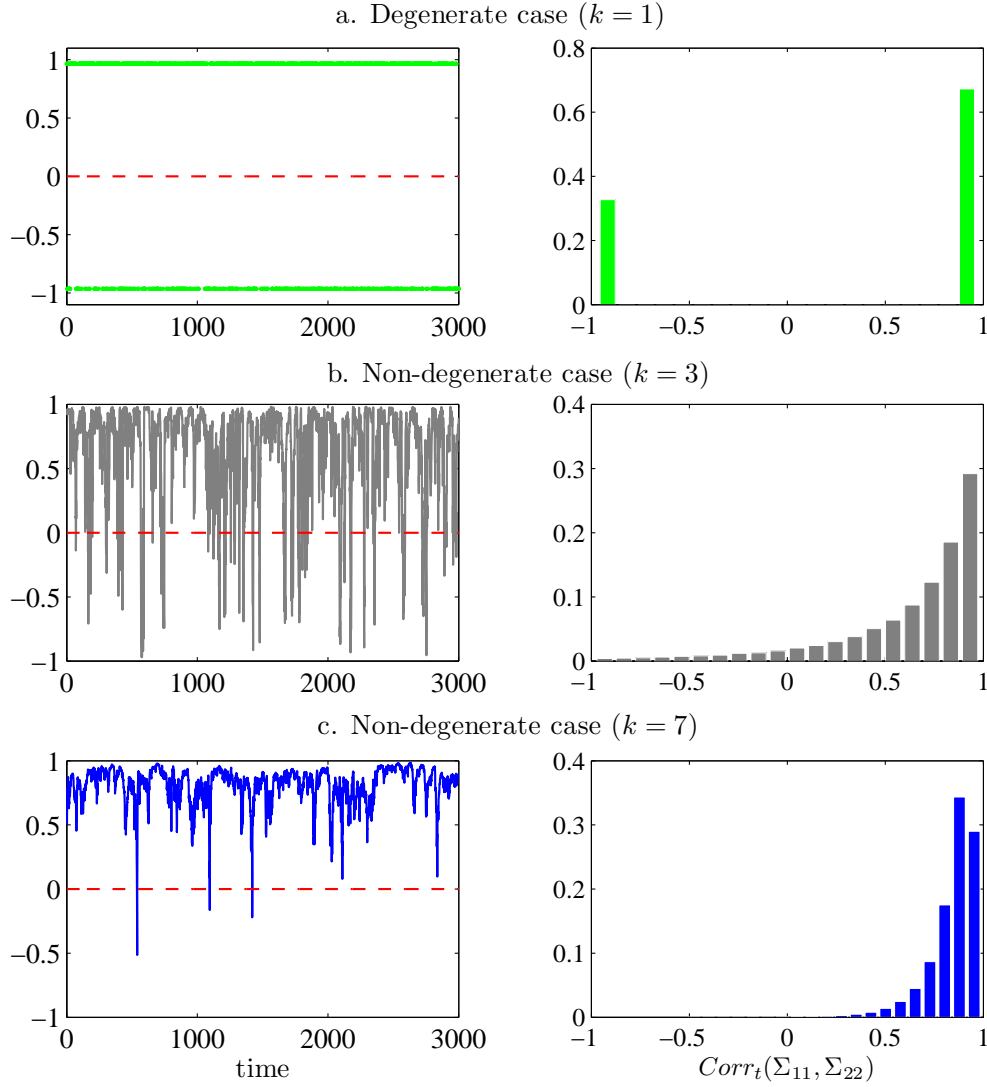 a. Degenerate case (k = 1)
1
0.5
0
−0.5
−1
0 1000 2000 3000
0.8
0.6
0.4
0.2
0
−1 −0.5 0 0.5 1
b. Non-degenerate case (k = 3)
1
0.5
0
−0.5
−1
0 1000 2000 3000
0.4
0.3
0.2
0.1
0
−1 −0.5 0 0.5 1
c. Non-degenerate case (k = 7)
1
0.5
0
−0.5
−1
0 1000 2000 3000
time
0.4
0.3
0.2
0.1
0
−1 −0.5 0 0.5 1
Corrₜ(Σ₁₁, Σ₂₂)